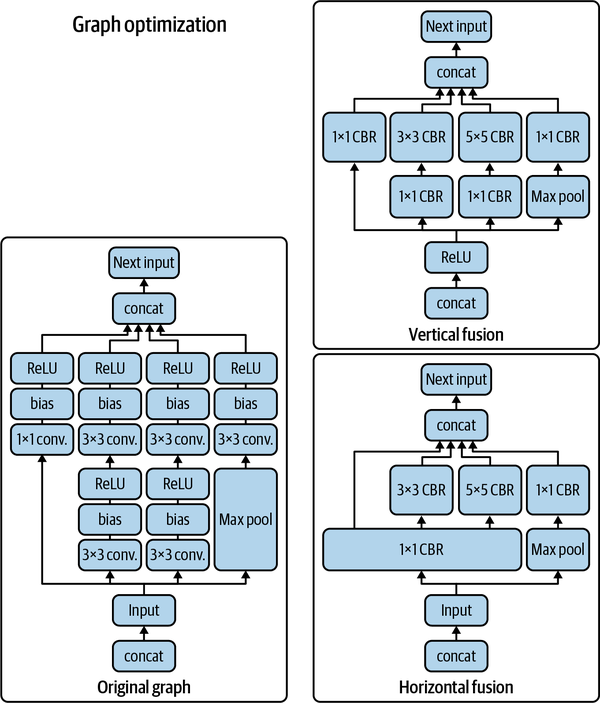 Graph optimization
Next input
concat
ReLU ReLU ReLU ReLU
bias bias bias bias
1×1 conv. 3×3 conv. 3×3 conv. 3×3 conv.
ReLU ReLU
bias bias Max pool
3×3 conv. 3×3 conv.
Input
concat
Original graph
Next input
concat
1×1 CBR 3×3 CBR 5×5 CBR 1×1 CBR
1×1 CBR 1×1 CBR Max pool
ReLU
concat
Vertical fusion
Next input
concat
3×3 CBR 5×5 CBR 1×1 CBR
1×1 CBR Max pool
Input
concat
Horizontal fusion